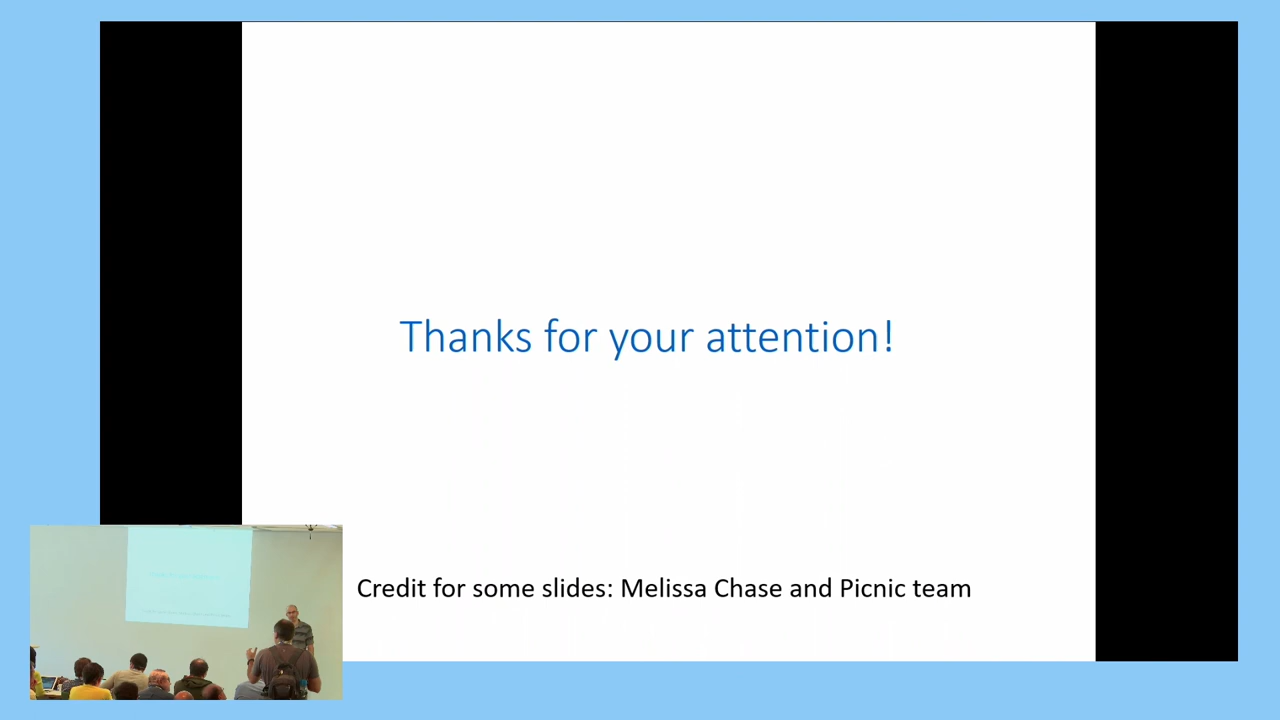 Thanks for your attention!
Credit for some slides: Melissa Chase and Picnic team